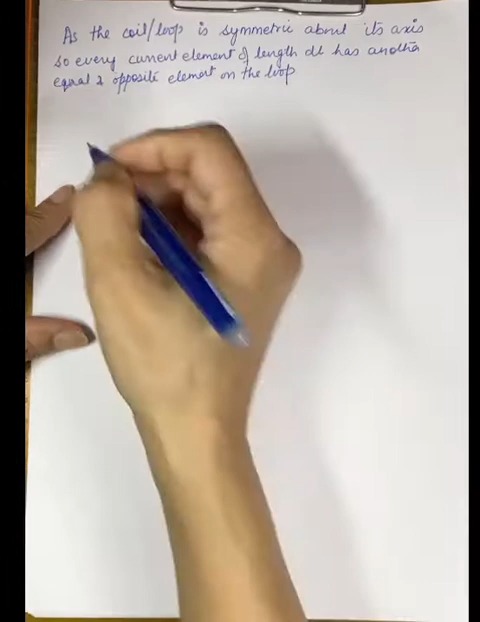 As the coil/loop is symmetric about its axis
so every current element of length dl has another
equal & opposite element on the loop